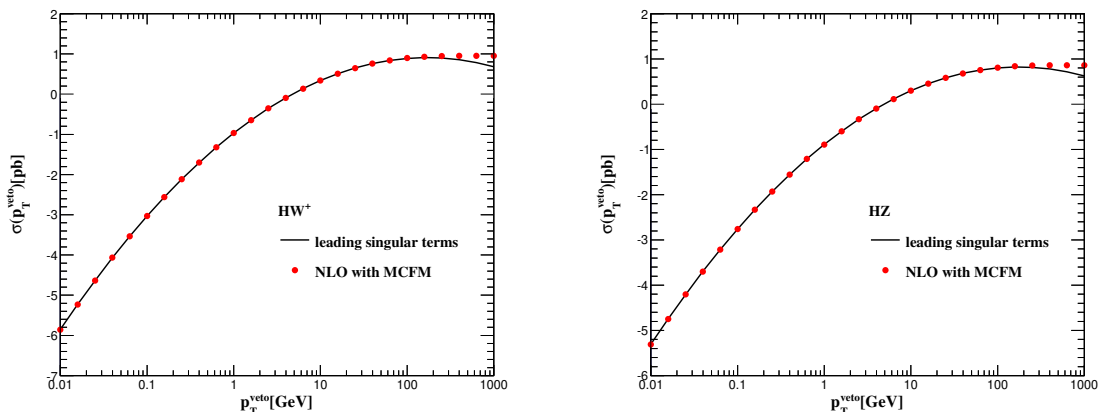 2
1
0
-1
-2
-3
-4
-5
-6
-7
σ(p_T^veto)[pb]
HW⁺
leading singular terms
NLO with MCFM
0.01 0.1 1 10 100 1000
p_T^veto[GeV]
2
1
0
-1
-2
-3
-4
-5
-6
σ(p_T^veto)[pb]
HZ
leading singular terms
NLO with MCFM
0.01 0.1 1 10 100 1000
p_T^veto[GeV]